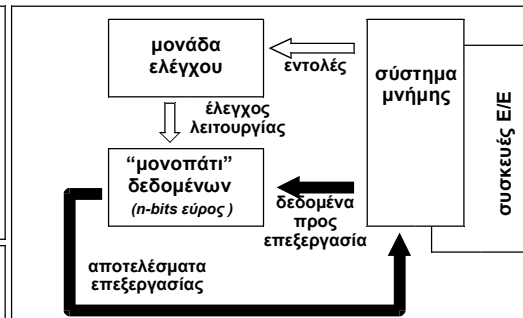 μονάδα
ελέγχου
εντολές
σύστημα
μνήμης
συσκευές Ε/Ε
έλεγχος
λειτουργίας
“μονοπάτι”
δεδομένων
(n-bits εύρος )
δεδομένα
προς
επεξεργασία
αποτελέσματα
επεξεργασίας